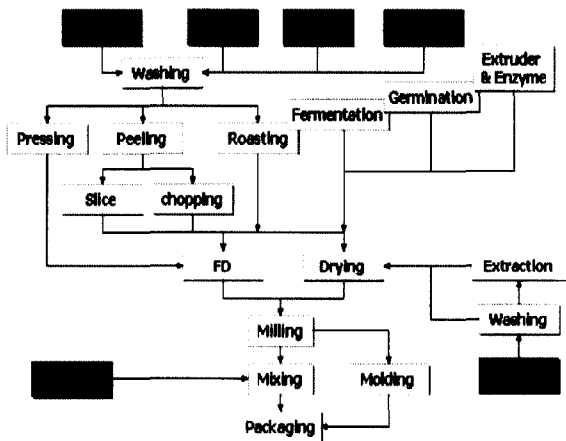 Extruder
& Enzyme
Washing
Germination
Fermentation
Pressing
Peeling
Roasting
Slice
chopping
FD
Drying
Extraction
Washing
Milling
Mixing
Molding
Packaging